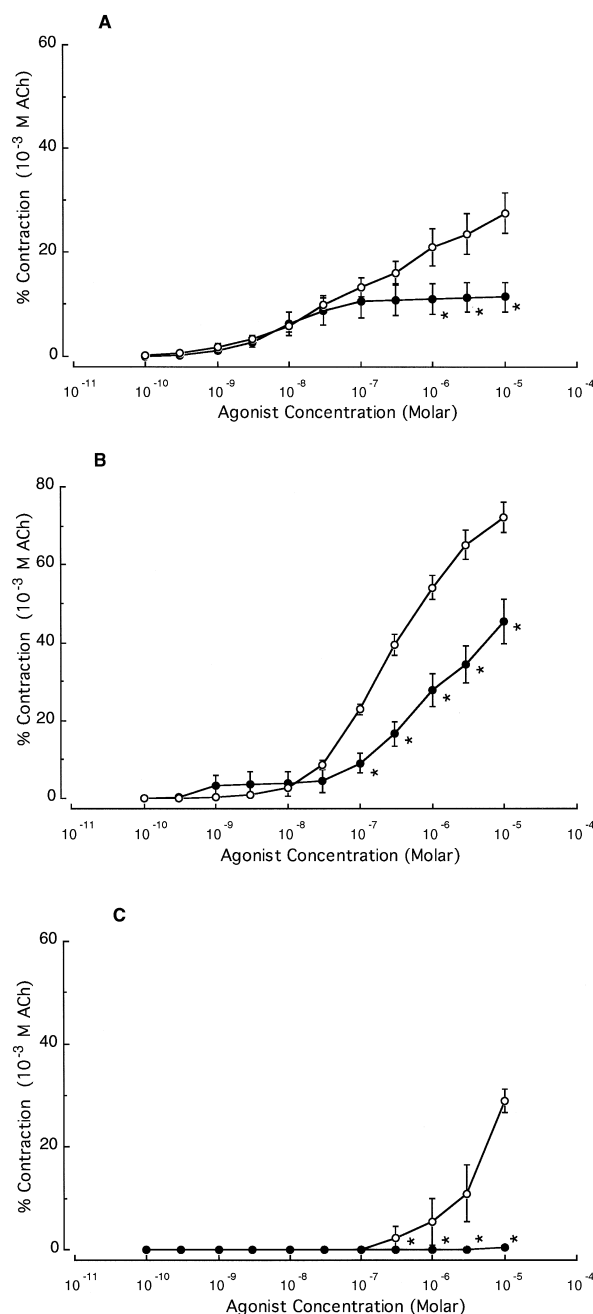 A
60
40
20
0
% Contraction (10⁻³ M ACh)
10⁻¹¹ 10⁻¹⁰ 10⁻⁹ 10⁻⁸ 10⁻⁷ 10⁻⁶ 10⁻⁵ 10⁻⁴
Agonist Concentration (Molar)
* * *
B
80
60
40
20
0
% Contraction (10⁻³ M ACh)
10⁻¹¹ 10⁻¹⁰ 10⁻⁹ 10⁻⁸ 10⁻⁷ 10⁻⁶ 10⁻⁵ 10⁻⁴
Agonist Concentration (Molar)
* * * * *
C
60
40
20
0
% Contraction (10⁻³ M ACh)
10⁻¹¹ 10⁻¹⁰ 10⁻⁹ 10⁻⁸ 10⁻⁷ 10⁻⁶ 10⁻⁵ 10⁻⁴
Agonist Concentration (Molar)
* * * *